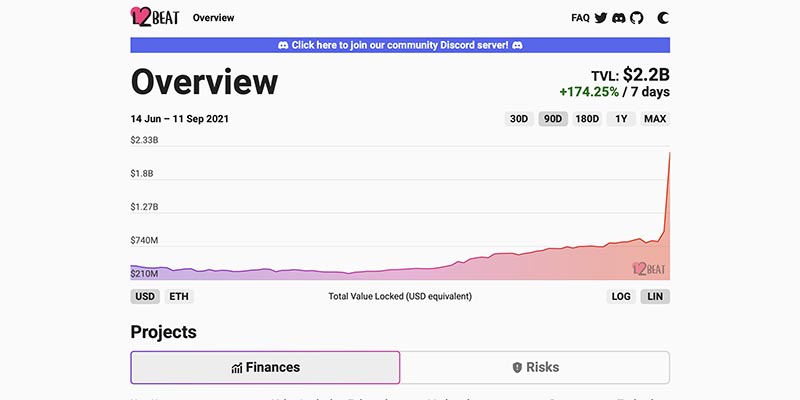 L2BEAT Overview FAQ
Click here to join our community Discord server!
Overview
TVL: $2.2B
+174.25% / 7 days
14 Jun – 11 Sep 2021 30D 90D 180D 1Y MAX
$2.33B
$1.8B
$1.27B
$740M
$210M
L2BEAT
USD ETH Total Value Locked (USD equivalent) LOG LIN
Projects
Finances Risks